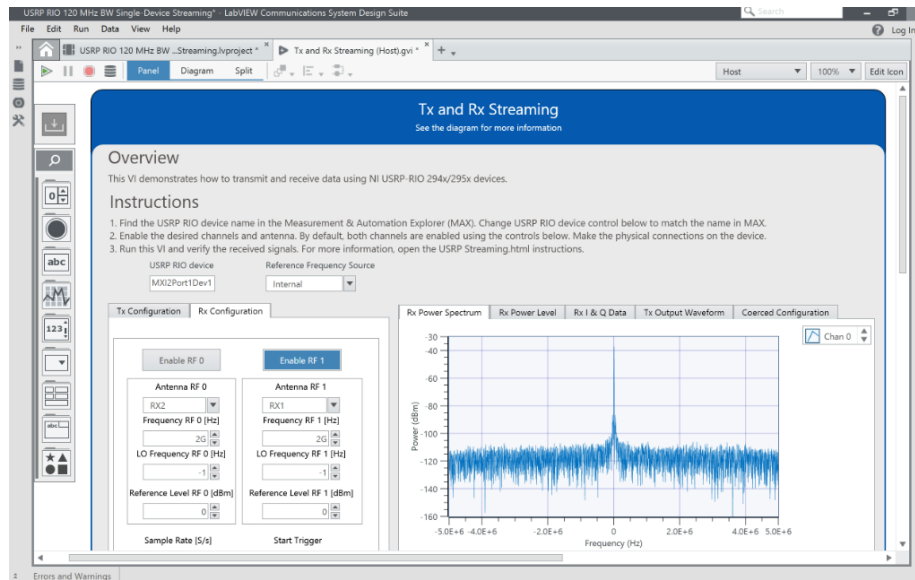 USRP RIO 120 MHz BW Single-Device Streaming* - LabVIEW Communications System Design Suite
Search
File Edit Run Data View Help
Log In
USRP RIO 120 MHz BW ...Streaming.lvproject *
Tx and Rx Streaming (Host).gvi *
Panel Diagram Split
Host 100% Edit Icon
Tx and Rx Streaming
See the diagram for more information
Overview
This VI demonstrates how to transmit and receive data using NI USRP-RIO 294x/295x devices.
Instructions
1. Find the USRP RIO device name in the Measurement & Automation Explorer (MAX). Change USRP RIO device control below to match the name in MAX.
2. Enable the desired channels and antenna. By default, both channels are enabled using the controls below. Make the physical connections on the device.
3. Run this VI and verify the received signals. For more information, open the USRP Streaming.html instructions.
USRP RIO device Reference Frequency Source
MXI2Port1Dev1 Internal
Tx Configuration Rx Configuration
Rx Power Spectrum Rx Power Level Rx I & Q Data Tx Output Waveform Coerced Configuration
Enable RF 0 Enable RF 1
Antenna RF 0 Antenna RF 1
RX2 RX1
Frequency RF 0 [Hz] Frequency RF 1 [Hz]
2G 2G
LO Frequency RF 0 [Hz] LO Frequency RF 1 [Hz]
-1 -1
Reference Level RF 0 [dBm] Reference Level RF 1 [dBm]
0 0
Sample Rate [S/s] Start Trigger
Chan 0
Power (dBm)
-30
-40
-60
-80
-100
-120
-140
-160
-5.0E+6 -4.0E+6 -2.0E+6 0 2.0E+6 4.0E+6 5.0E+6
Frequency (Hz)
0
abc
123
abc
Errors and Warnings